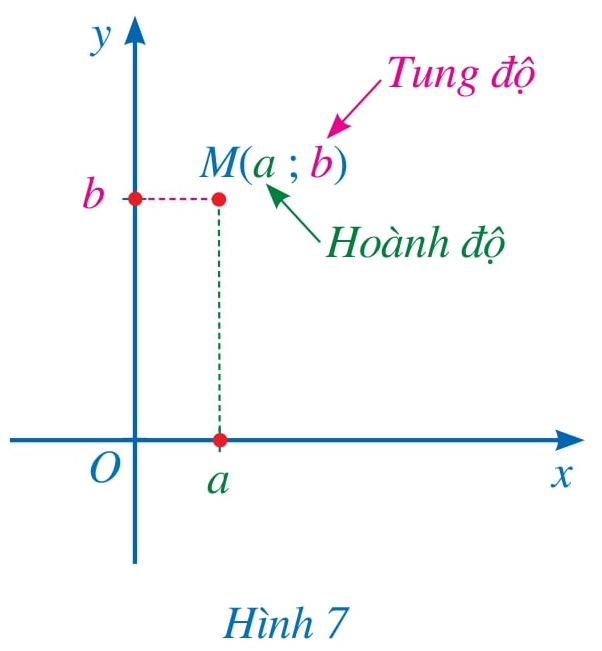 y
Tung độ
M(a ; b)
b
Hoành độ
O
a
x
Hình 7